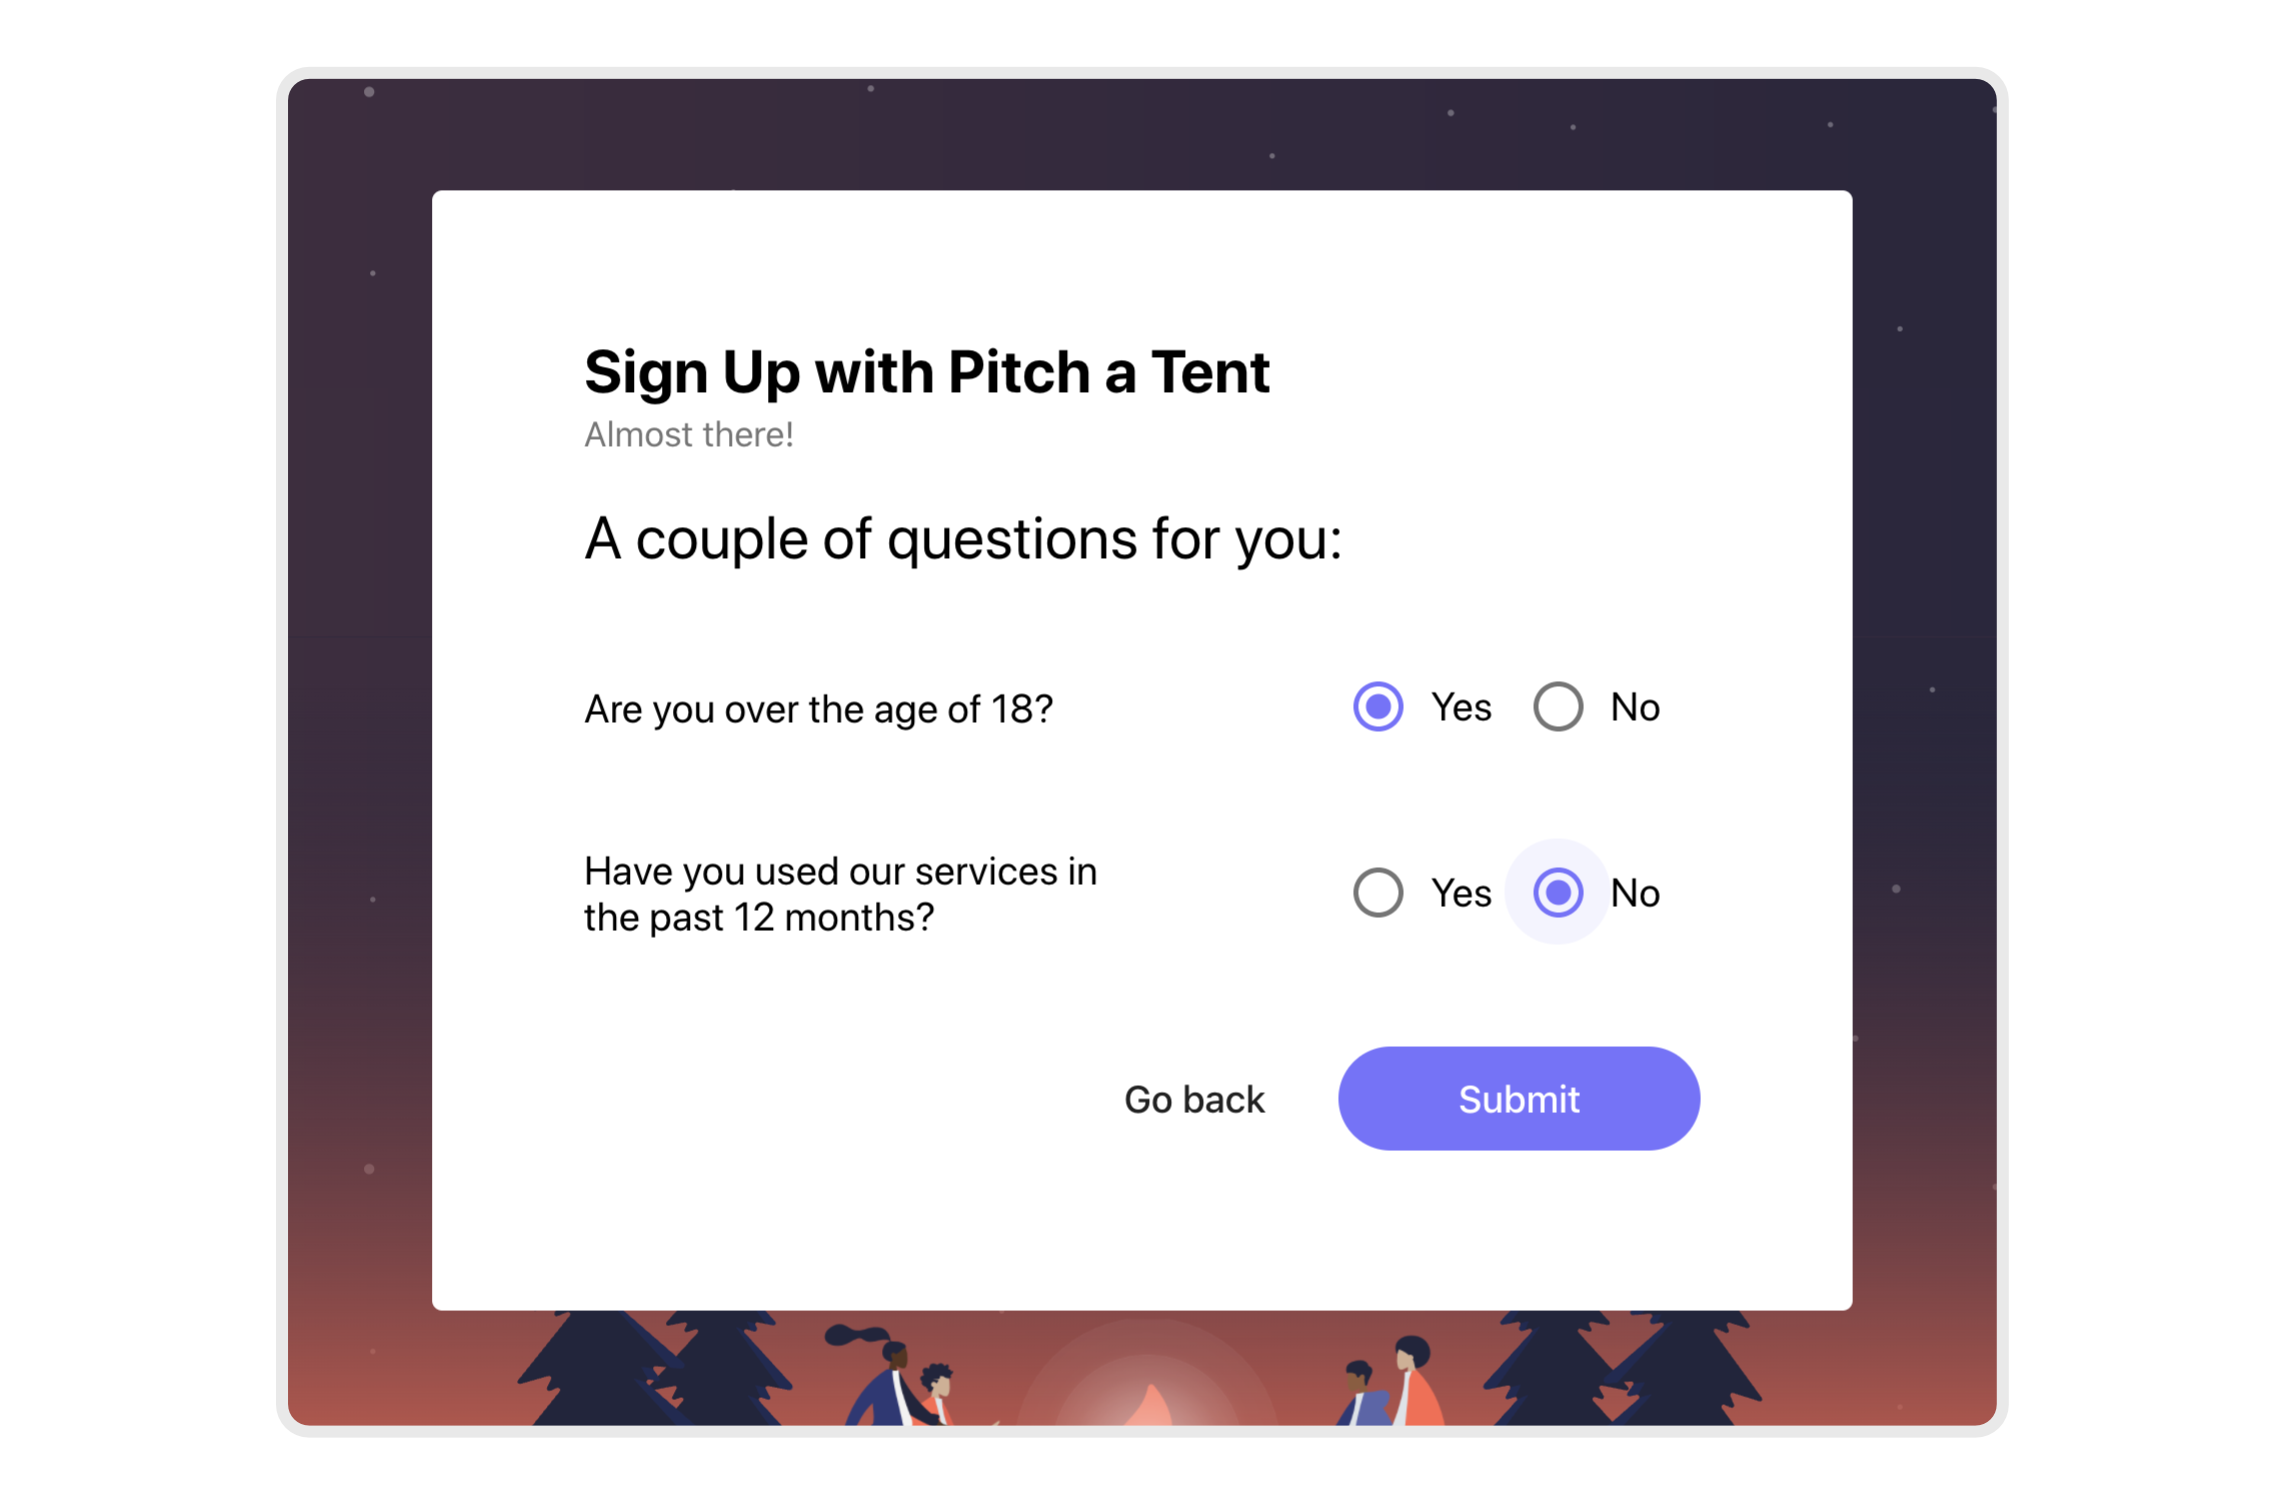 Sign Up with Pitch a Tent
Almost there!
A couple of questions for you:
Are you over the age of 18? Yes No
Have you used our services in
the past 12 months? Yes No
Go back Submit